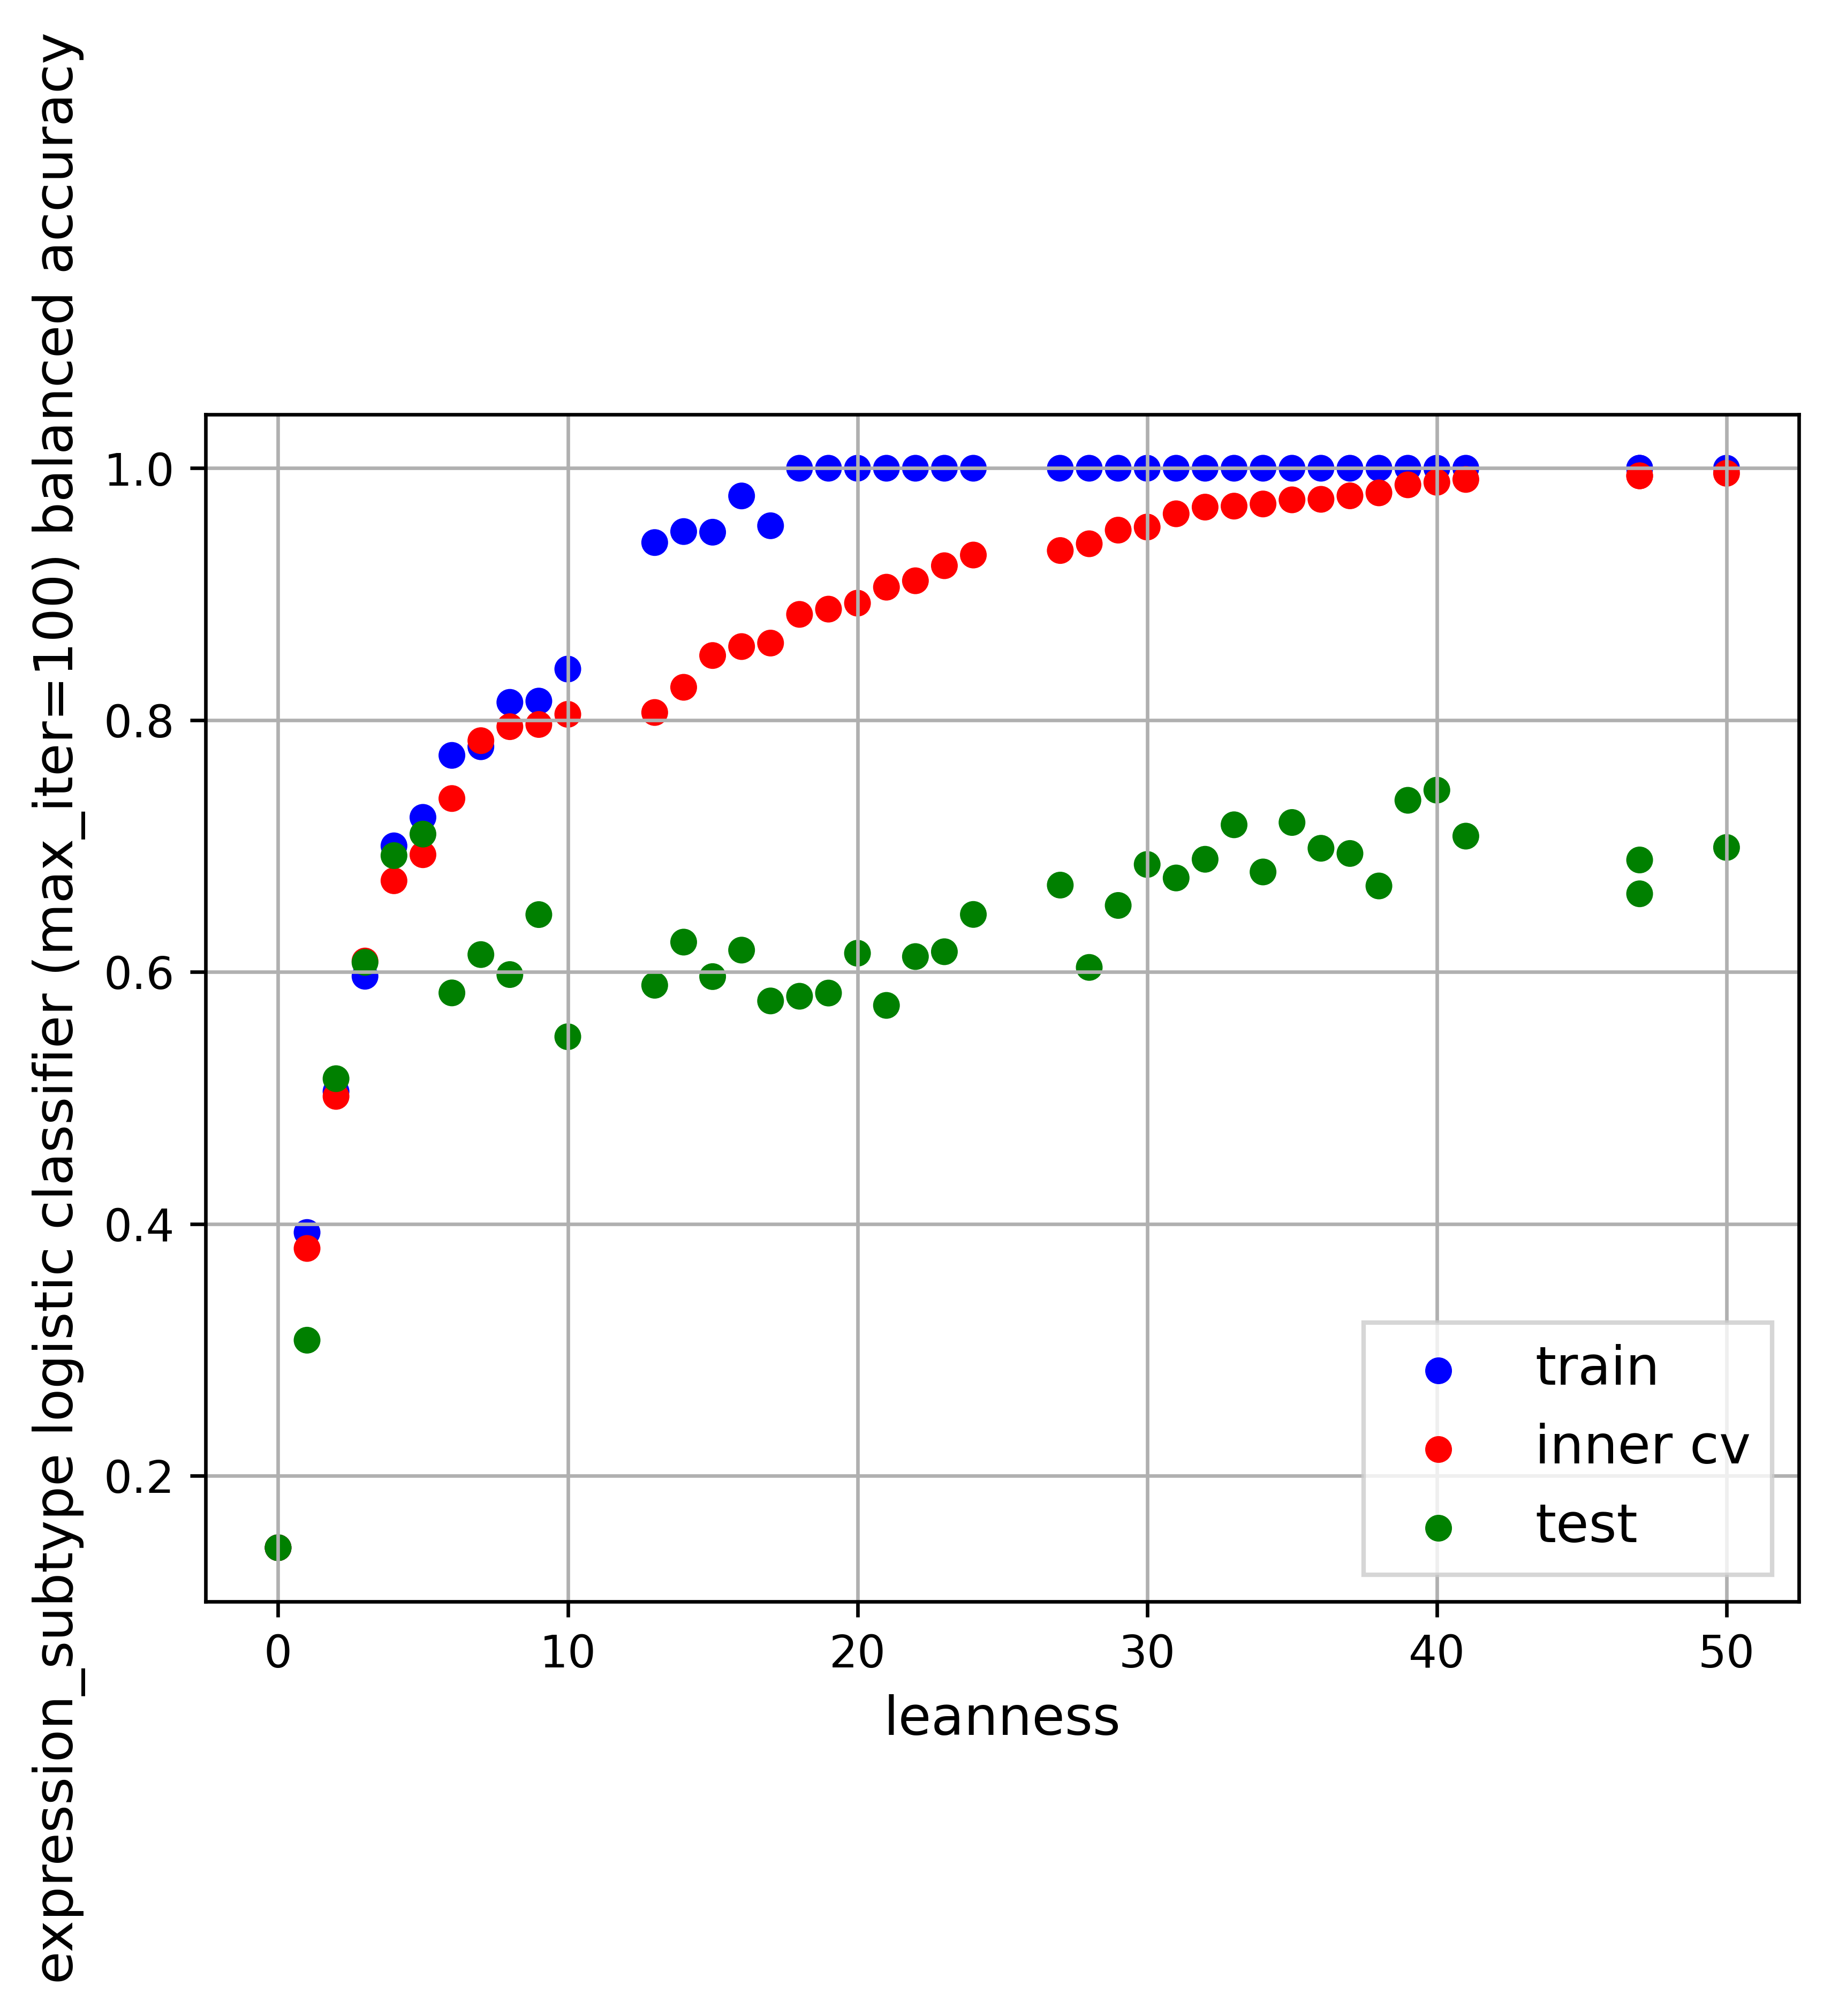 expression_subtype logistic classifier (max_iter=100) balanced accuracy
1.0
0.8
0.6
0.4
0.2
0
10
20
30
40
50
leanness
train
inner cv
test